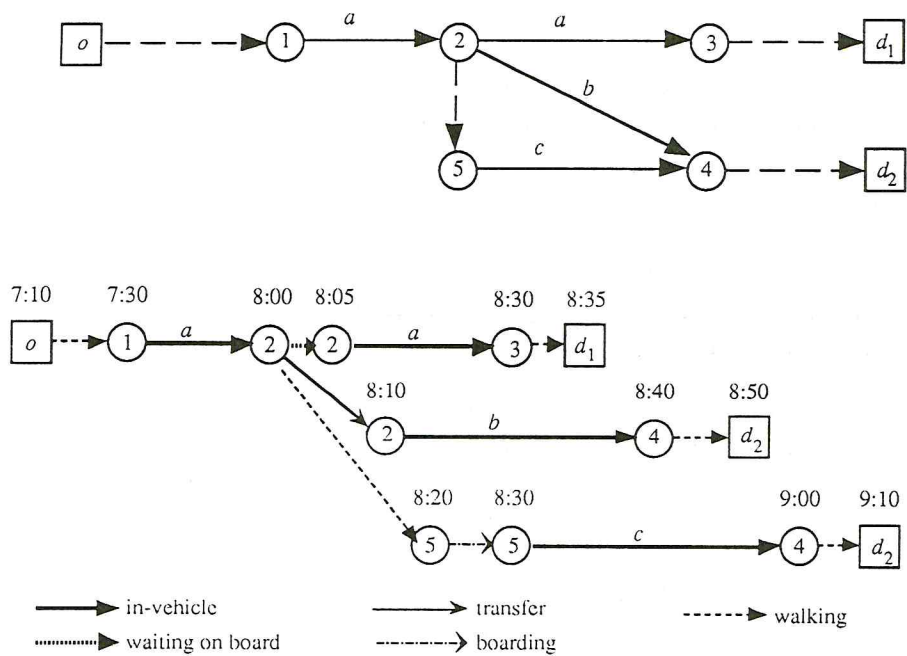 a a
o 1 2 3 d1
b
c
5 4 d2
7:10 7:30 8:00 8:05 8:30 8:35
a a
o 1 2 2 3 d1
8:10 8:40 8:50
b
2 4 d2
8:20 8:30 9:00 9:10
c
5 5 4 d2
in-vehicle transfer walking
waiting on board boarding